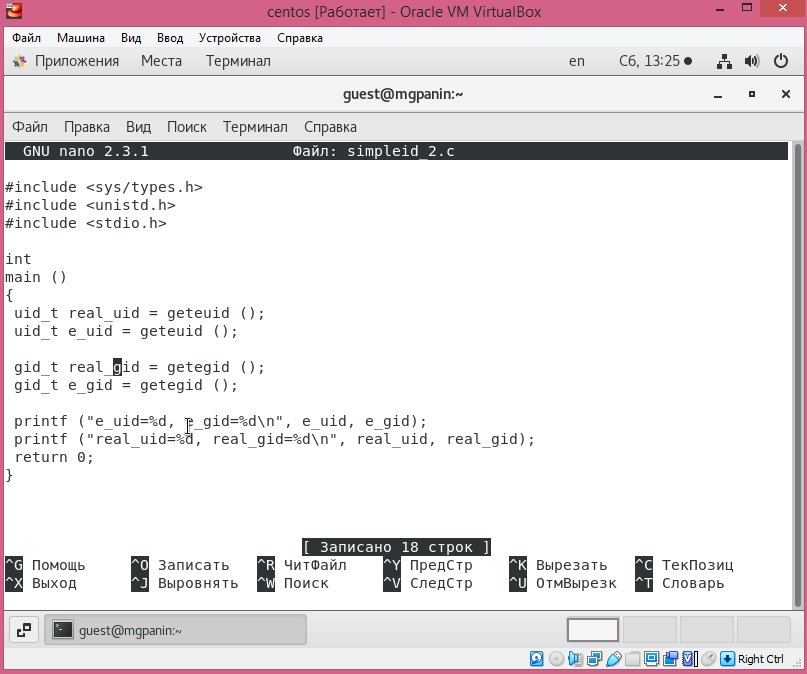 centos [Работает] - Oracle VM VirtualBox
Файл Машина Вид Ввод Устройства Справка
Приложения Места Терминал en Сб, 13:25
guest@mgpanin:~
Файл Правка Вид Поиск Терминал Справка
GNU nano 2.3.1 Файл: simpleid_2.c
#include <sys/types.h>
#include <unistd.h>
#include <stdio.h>
int
main ()
{
uid_t real_uid = geteuid ();
uid_t e_uid = geteuid ();
gid_t real_gid = getegid ();
gid_t e_gid = getegid ();
printf ("e_uid=%d, e_gid=%d\n", e_uid, e_gid);
printf ("real_uid=%d, real_gid=%d\n", real_uid, real_gid);
return 0;
}
[ Записано 18 строк ]
^G Помощь ^O Записать ^R ЧитФайл ^Y ПредСтр ^K Вырезать ^C ТекПозиц
^X Выход ^J Выровнять ^W Поиск ^V СледСтр ^U ОтмВырезк ^T Словарь
guest@mgpanin:~
Right Ctrl